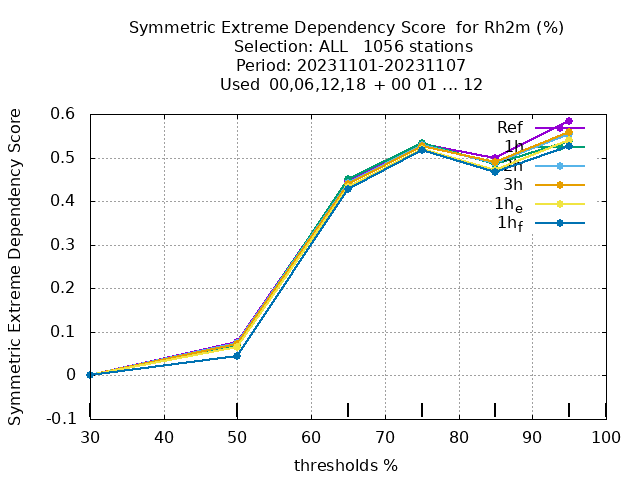 Symmetric Extreme Dependency Score  for Rh2m (%)
Selection: ALL   1056 stations
Period: 20231101-20231107
Used  00,06,12,18  + 00 01 ... 12
Symmetric Extreme Dependency Score
0.6
0.5
0.4
0.3
0.2
0.1
0
-0.1
30
40
50
60
70
80
90
100
thresholds %
Ref
1h
2h
3h
1he
1hf